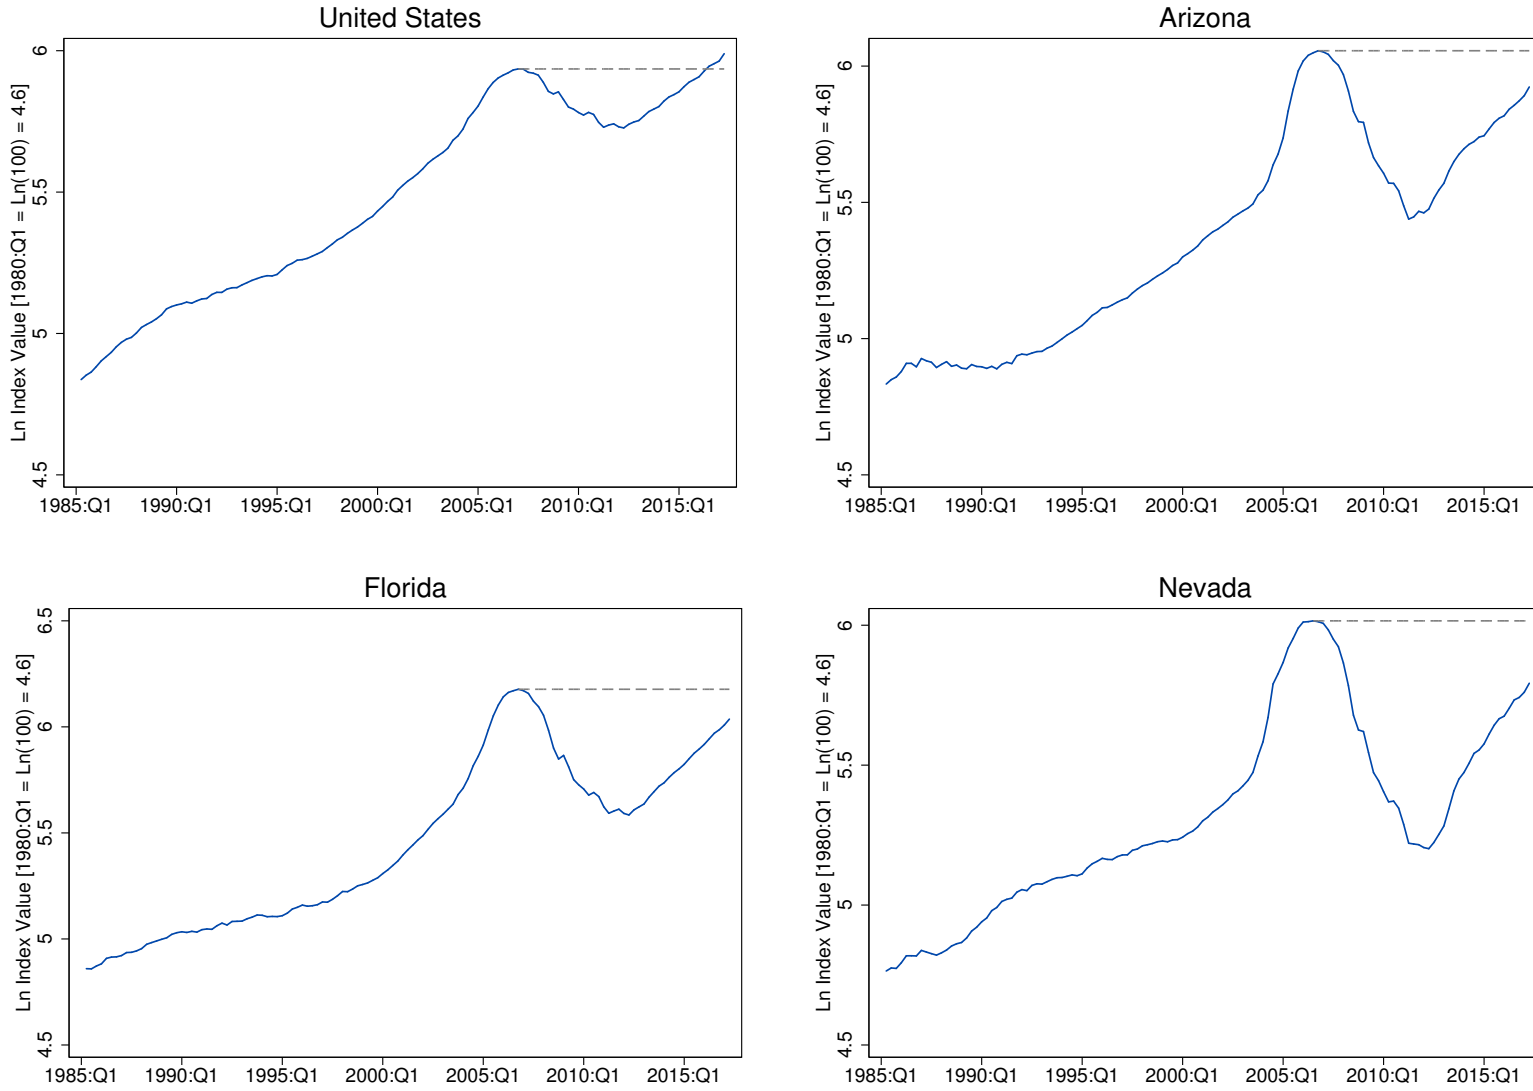 United States
Ln Index Value [1980:Q1 = Ln(100) = 4.6]
6
5.5
5
4.5
1985:Q1 1990:Q1 1995:Q1 2000:Q1 2005:Q1 2010:Q1 2015:Q1
Arizona
Ln Index Value [1980:Q1 = Ln(100) = 4.6]
6
5.5
5
4.5
1985:Q1 1990:Q1 1995:Q1 2000:Q1 2005:Q1 2010:Q1 2015:Q1
Florida
Ln Index Value [1980:Q1 = Ln(100) = 4.6]
6.5
6
5.5
5
4.5
1985:Q1 1990:Q1 1995:Q1 2000:Q1 2005:Q1 2010:Q1 2015:Q1
Nevada
Ln Index Value [1980:Q1 = Ln(100) = 4.6]
6
5.5
5
4.5
1985:Q1 1990:Q1 1995:Q1 2000:Q1 2005:Q1 2010:Q1 2015:Q1